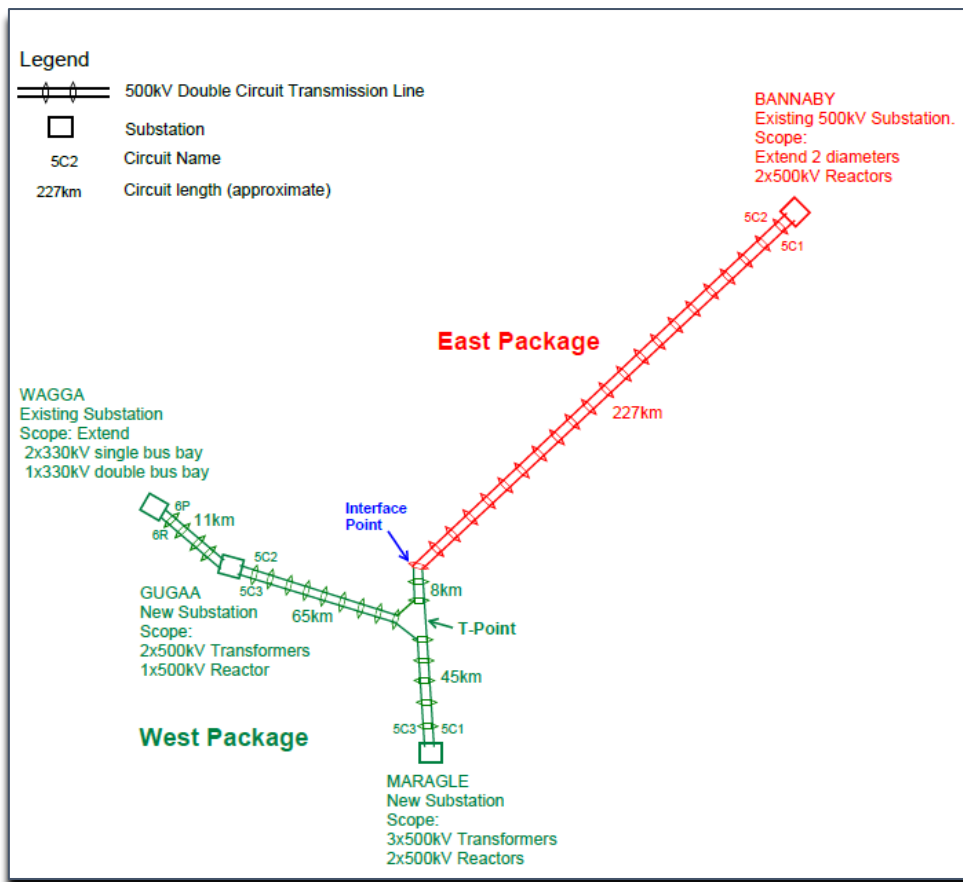 Legend
500kV Double Circuit Transmission Line
Substation
5C2 Circuit Name
227km Circuit length (approximate)
BANNABY
Existing 500kV Substation.
Scope:
Extend 2 diameters
2x500kV Reactors
5C2
5C1
East Package
227km
WAGGA
Existing Substation
Scope: Extend
2x330kV single bus bay
1x330kV double bus bay
6P
11km
6R
Interface
Point
5C2
5C3
65km
8km
GUGAA
New Substation
Scope:
2x500kV Transformers
1x500kV Reactor
T-Point
45km
West Package
5C3
5C1
MARAGLE
New Substation
Scope:
3x500kV Transformers
2x500kV Reactors